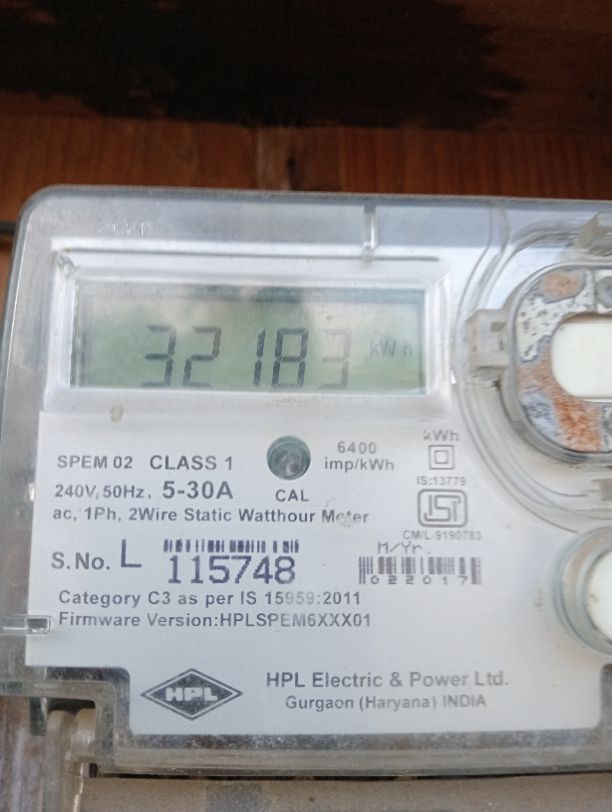 32183 kWh
SPEM 02 CLASS 1
6400
imp/kWh
kWh
240V, 50Hz. 5-30A
CAL
IS:13779
ac, 1Ph, 2Wire Static Watthour Meter
ISI
CM/L-9190783
S.No. L 115748
M/Yr.
022017
Category C3 as per IS 15959:2011
Firmware Version:HPLSPEM6XXX01
HPL
HPL Electric & Power Ltd.
Gurgaon (Haryana) INDIA